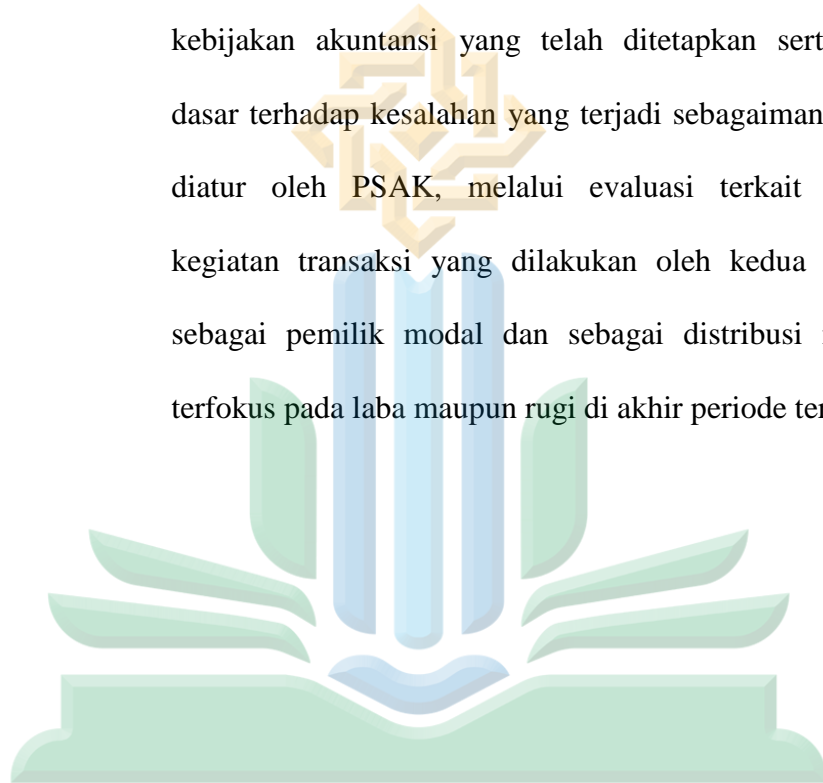 kebijakan akuntansi yang telah ditetapkan sert
dasar terhadap kesalahan yang terjadi sebagaiman
diatur oleh PSAK, melalui evaluasi terkait
kegiatan transaksi yang dilakukan oleh kedua
sebagai pemilik modal dan sebagai distribusi
terfokus pada laba maupun rugi di akhir periode ter